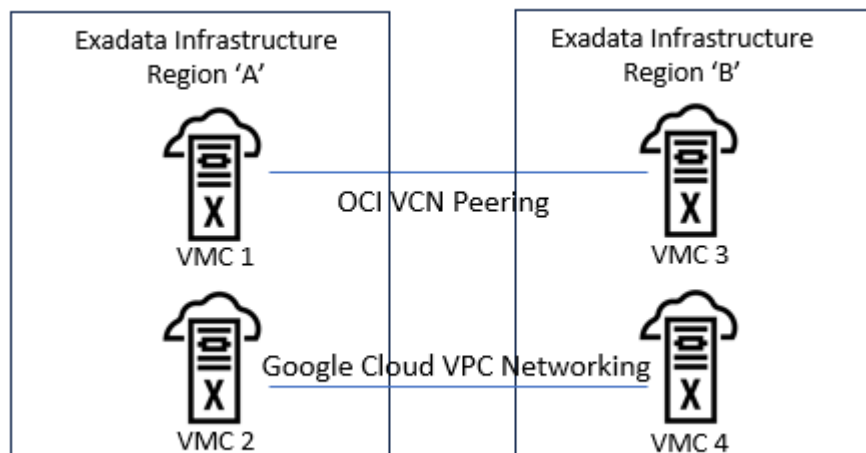 Exadata Infrastructure
Region ‘A’
Exadata Infrastructure
Region ‘B’
X
X
OCI VCN Peering
VMC 1
VMC 3
X
X
Google Cloud VPC Networking
VMC 2
VMC 4